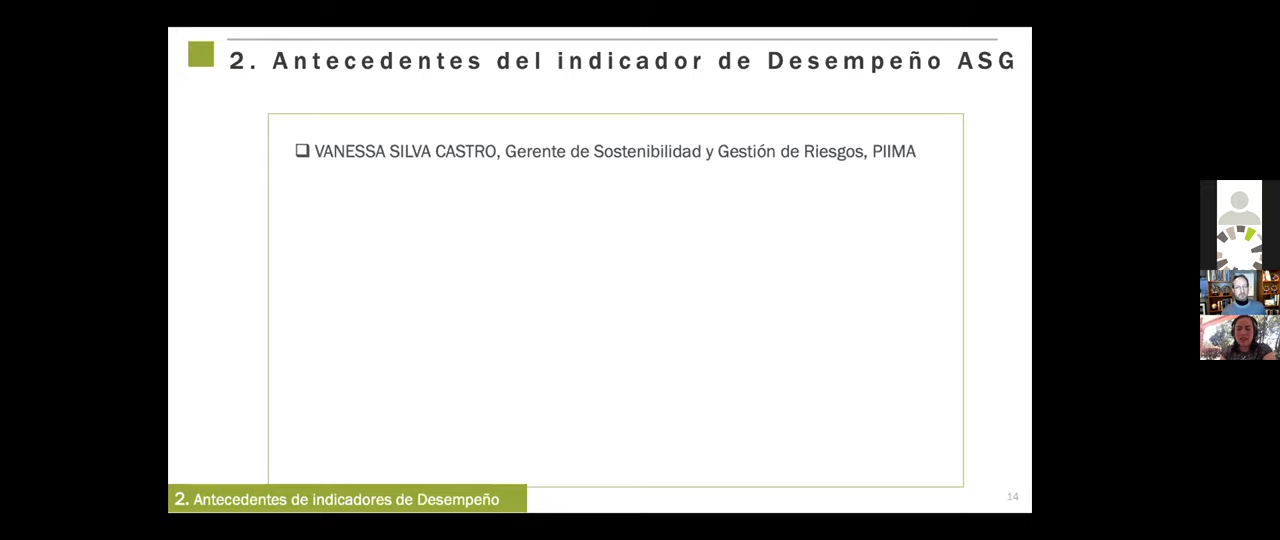 2. Antecedentes del indicador de Desempeño ASG
❑ VANESSA SILVA CASTRO, Gerente de Sostenibilidad y Gestión de Riesgos, PIIMA
2. Antecedentes de indicadores de Desempeño
14